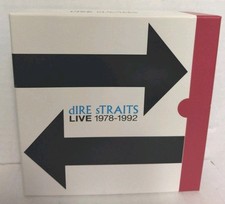 dIRE sTRAITS
LIVE 1978-1992